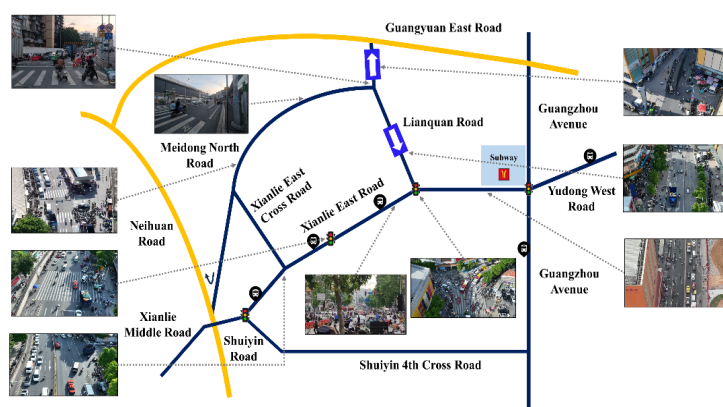 Guangyuan East Road
Guangzhou
Avenue
Lianquan Road
Meidong North
Road
Subway
Xianlie East
Cross Road
Xianlie East Road
Yudong West
Road
Neihuan
Road
Guangzhou
Avenue
Xianlie
Middle Road
Shuiyin
Road
Shuiyin 4th Cross Road